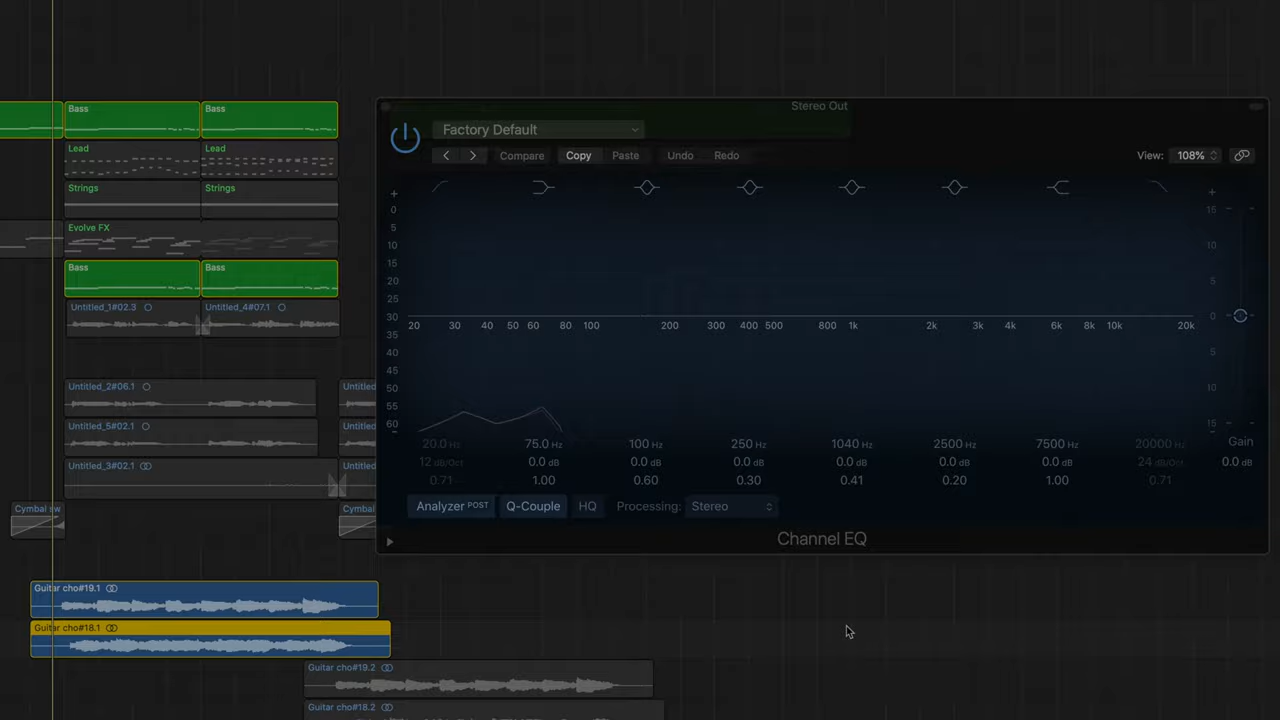 Bass Bass
Lead Lead
Strings Strings
Evolve FX
Bass Bass
Untitled_1#02.3 Untitled_4#07.1
Untitled_2#06.1 Untitled
Untitled_5#02.1 Untitled
Untitled_3#02.1 Untitled
Cymbal sw Cymbal
Guitar cho#19.1
Guitar cho#18.1
Guitar cho#19.2
Guitar cho#18.2
Stereo Out
Factory Default
Compare Copy Paste Undo Redo View: 108%
+ +
0 15
5
10
15
20 5
25
30 0
35
40 5
45
50 10
55
60 15
20 30 40 50 60 80 100 200 300 400 500 800 1k 2k 3k 4k 6k 8k 10k 20k
20.0 Hz 75.0 Hz 100 Hz 250 Hz 1040 Hz 2500 Hz 7500 Hz 20000 Hz Gain
12 dB/Oct 0.0 dB 0.0 dB 0.0 dB 0.0 dB 0.0 dB 0.0 dB 24 dB/Oct 0.0 dB
0.71 1.00 0.60 0.30 0.41 0.20 1.00 0.71
Analyzer POST Q-Couple HQ Processing: Stereo
Channel EQ